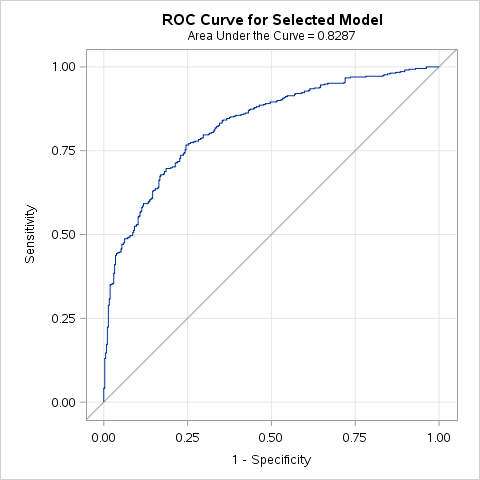 ROC Curve for Selected Model
Area Under the Curve = 0.8287
1.00
0.75
0.50
0.25
0.00
Sensitivity
0.00 0.25 0.50 0.75 1.00
1 - Specificity